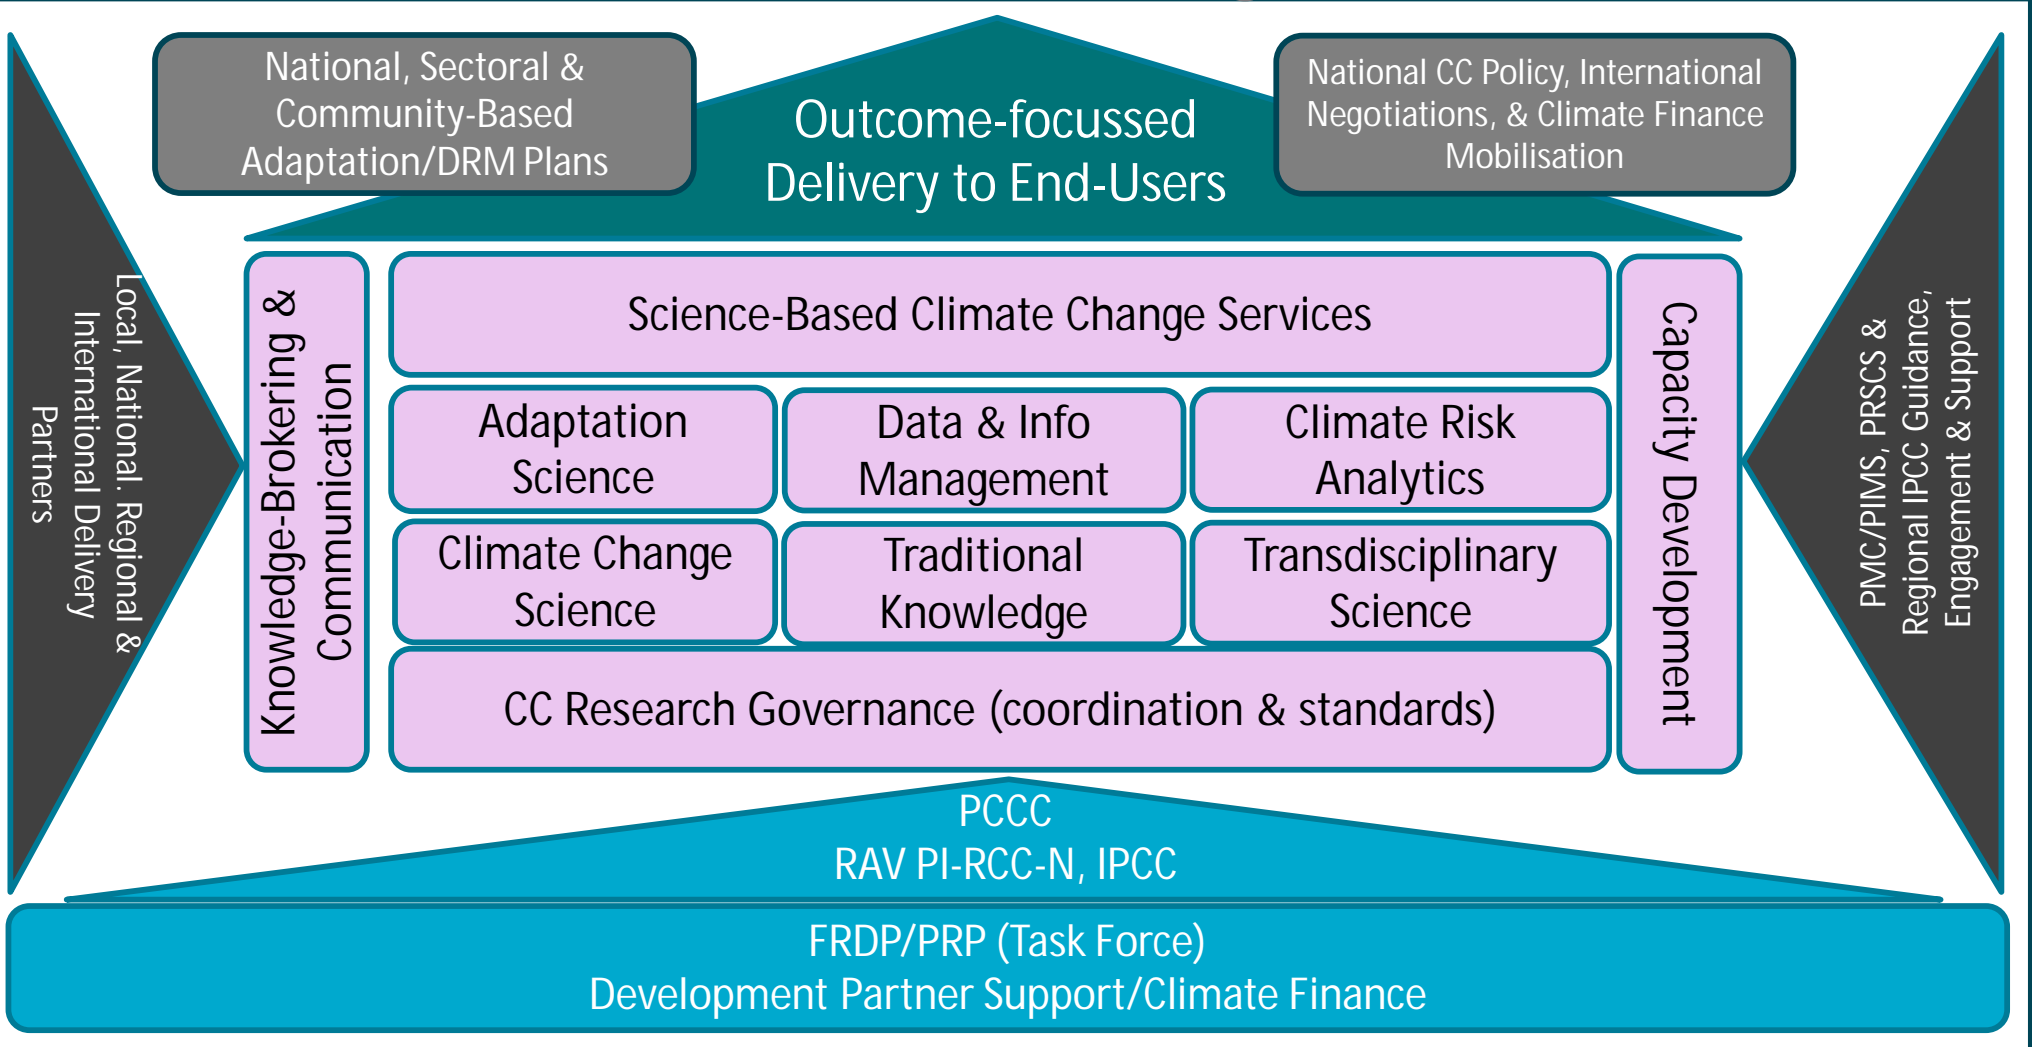 National, Sectoral &
Community-Based
Adaptation/DRM Plans
Outcome-focussed
Delivery to End-Users
National CC Policy, International
Negotiations, & Climate Finance
Mobilisation
Local, National. Regional &
International Delivery
Partners
Knowledge-Brokering &
Communication
Science-Based Climate Change Services
Adaptation
Science
Data & Info
Management
Climate Risk
Analytics
Climate Change
Science
Traditional
Knowledge
Transdisciplinary
Science
CC Research Governance (coordination & standards)
Capacity Development
PMC/PIMS, PRSCS &
Regional IPCC Guidance,
Engagement & Support
PCCC
RAV PI-RCC-N, IPCC
FRDP/PRP (Task Force)
Development Partner Support/Climate Finance